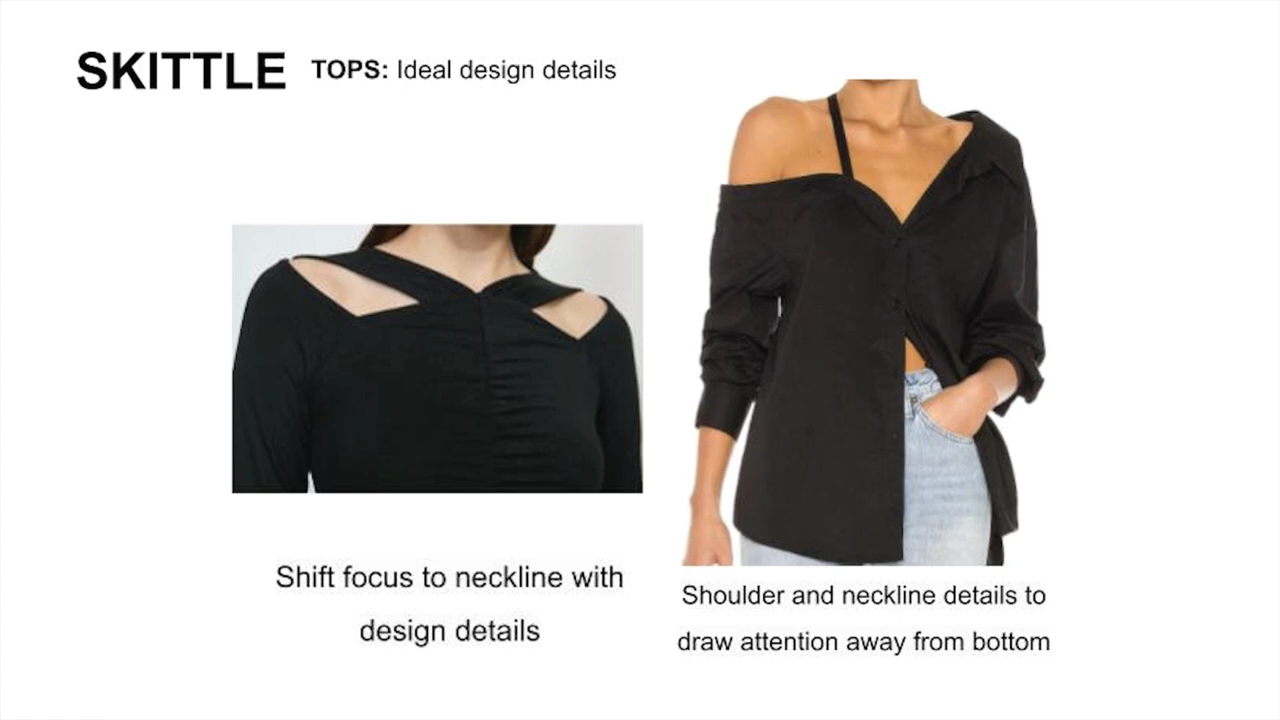 SKITTLE TOPS: Ideal design details
Shift focus to neckline with
design details
Shoulder and neckline details to
draw attention away from bottom